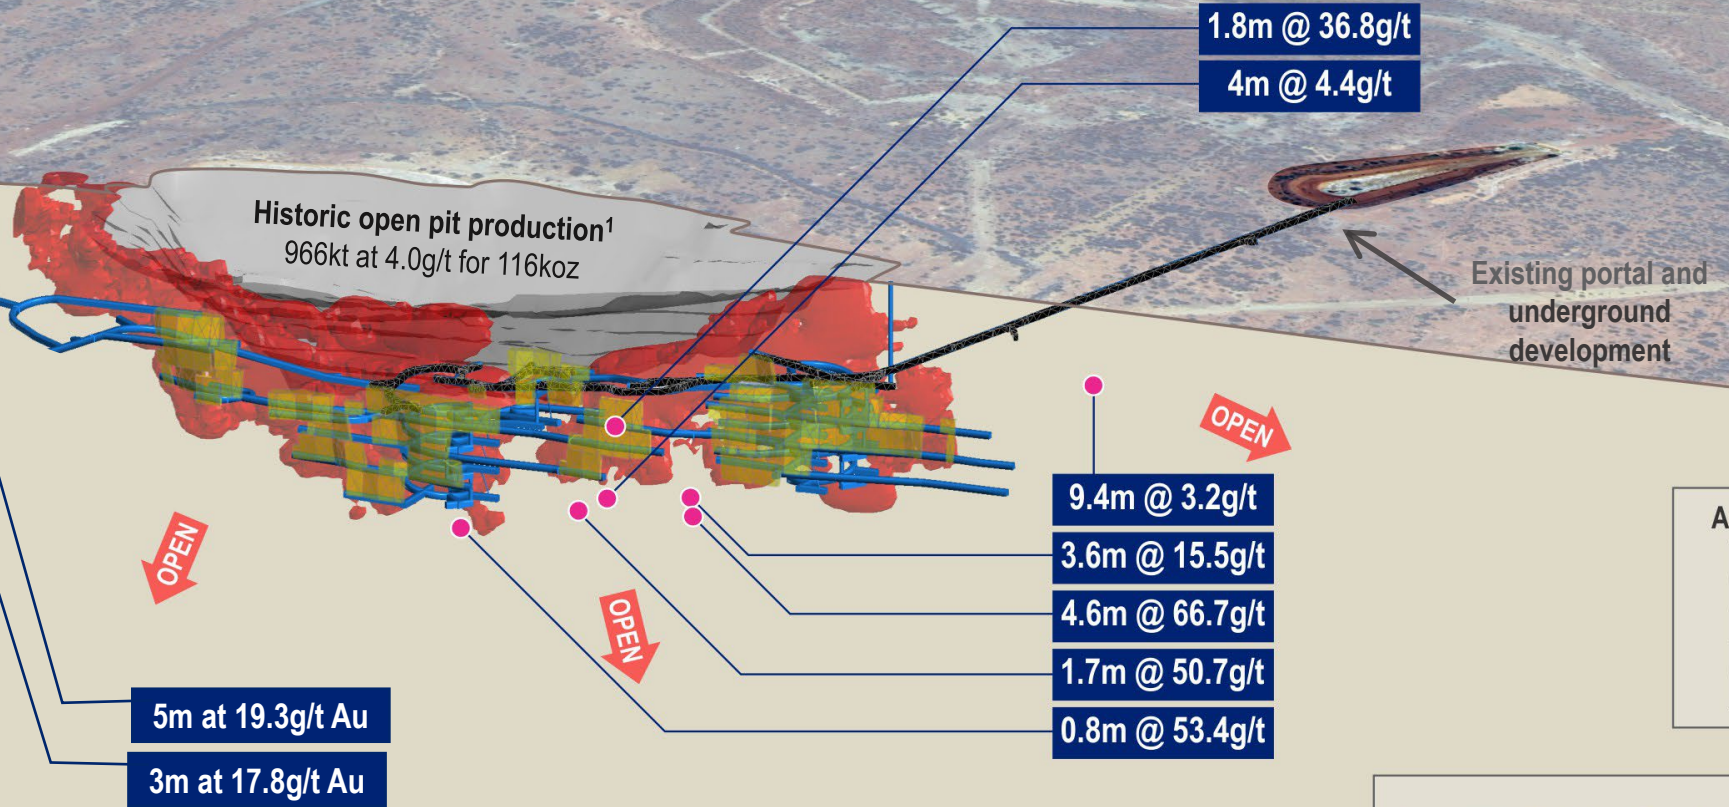 1.8m @ 36.8g/t
4m @ 4.4g/t
Historic open pit production¹
966kt at 4.0g/t for 116koz
Existing portal and
underground
development
OPEN
9.4m @ 3.2g/t
3.6m @ 15.5g/t
4.6m @ 66.7g/t
1.7m @ 50.7g/t
0.8m @ 53.4g/t
OPEN
OPEN
5m at 19.3g/t Au
3m at 17.8g/t Au
A